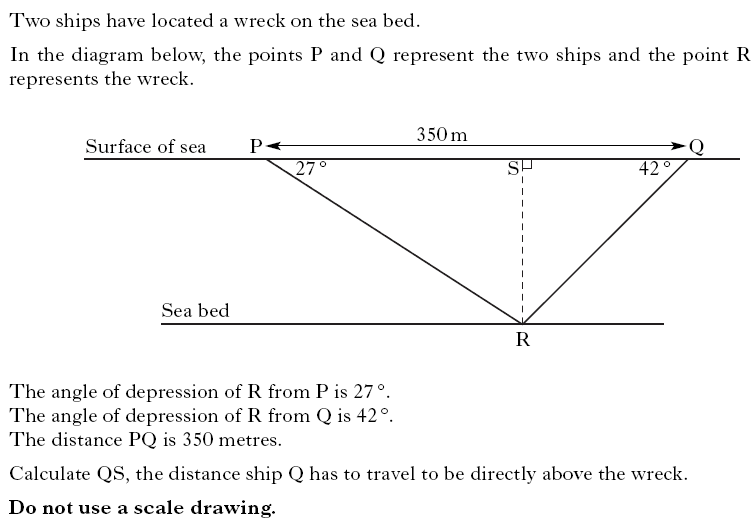 Two ships have located a wreck on the sea bed.
In the diagram below, the points P and Q represent the two ships and the point R
represents the wreck.
350 m
Surface of sea P Q
27° S 42°
Sea bed
R
The angle of depression of R from P is 27°.
The angle of depression of R from Q is 42°.
The distance PQ is 350 metres.
Calculate QS, the distance ship Q has to travel to be directly above the wreck.
Do not use a scale drawing.